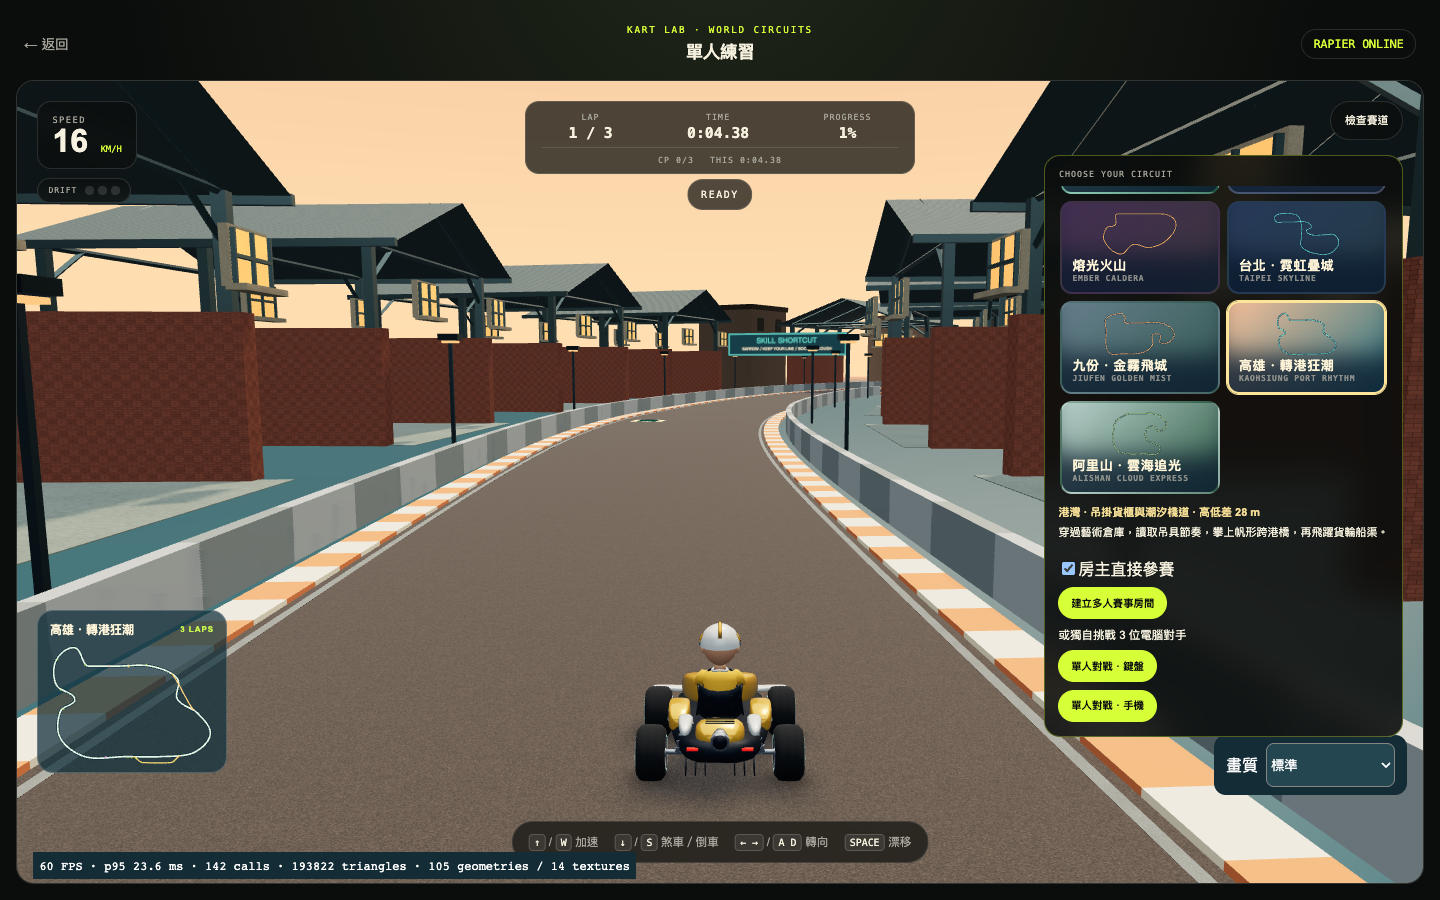 ← 返回
KART LAB · WORLD CIRCUITS
單人練習
RAPIER ONLINE
SPEED
16 KM/H
DRIFT
LAP TIME PROGRESS
1 / 3 0:04.38 1%
CP 0/3 THIS 0:04.38
READY
檢查賽道
CHOOSE YOUR CIRCUIT
熔光火山
EMBER CALDERA
台北 · 霓虹疊城
TAIPEI SKYLINE
九份 · 金霧飛城
JIUFEN GOLDEN MIST
高雄 · 轉港狂潮
KAOHSIUNG PORT RHYTHM
阿里山 · 雲海追光
ALISHAN CLOUD EXPRESS
港灣 · 吊掛貨櫃與潮汐棧道 · 高低差 28 m
穿過藝術倉庫，讀取吊具節奏，攀上帆形跨港橋，再飛躍貨輪船渠。
房主直接參賽
建立多人賽事房間
或獨自挑戰 3 位電腦對手
單人對戰 · 鍵盤
單人對戰 · 手機
畫質 標準
SKILL SHORTCUT
高雄 · 轉港狂潮 3 LAPS
↑ / W 加速 ↓ / S 煞車 / 倒車 ← → / A D 轉向 SPACE 漂移
60 FPS · p95 23.6 ms · 142 calls · 193822 triangles · 105 geometries / 14 textures